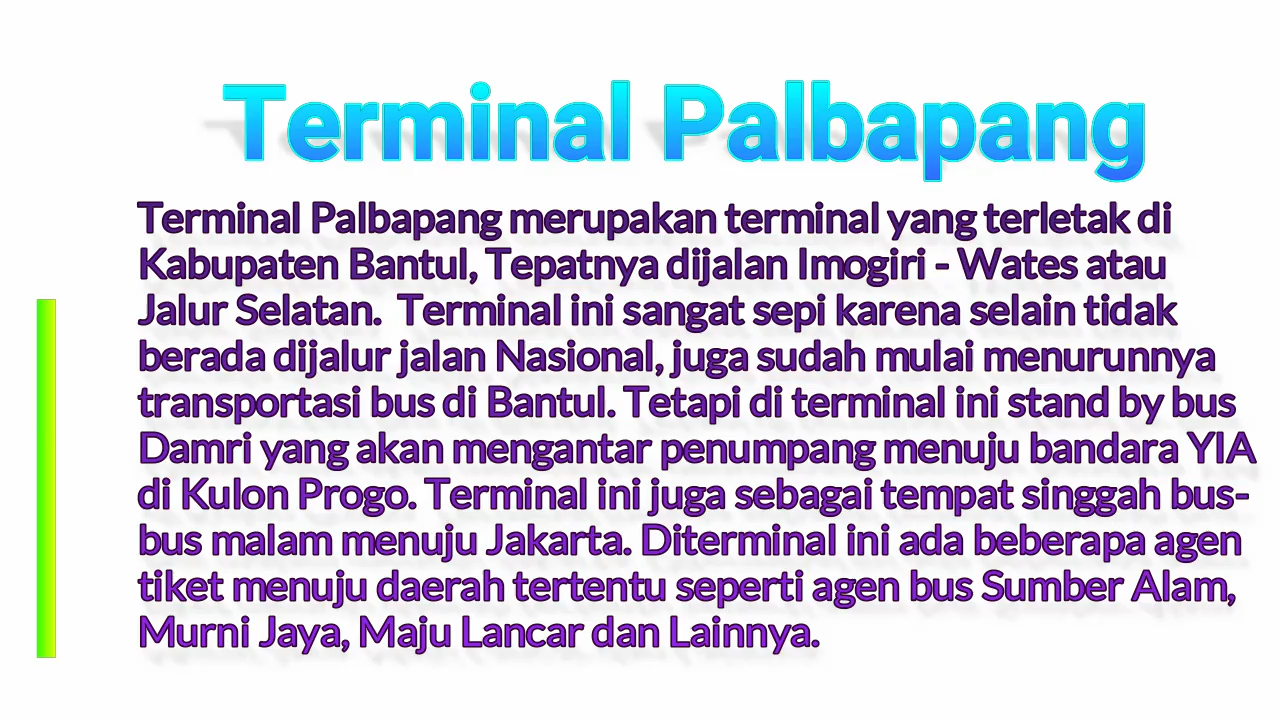 Terminal Palbapang
Terminal Palbapang merupakan terminal yang terletak di
Kabupaten Bantul, Tepatnya dijalan Imogiri - Wates atau
Jalur Selatan.  Terminal ini sangat sepi karena selain tidak
berada dijalur jalan Nasional, juga sudah mulai menurunnya
transportasi bus di Bantul. Tetapi di terminal ini stand by bus
Damri yang akan mengantar penumpang menuju bandara YIA
di Kulon Progo. Terminal ini juga sebagai tempat singgah bus-
bus malam menuju Jakarta. Diterminal ini ada beberapa agen
tiket menuju daerah tertentu seperti agen bus Sumber Alam,
Murni Jaya, Maju Lancar dan Lainnya.